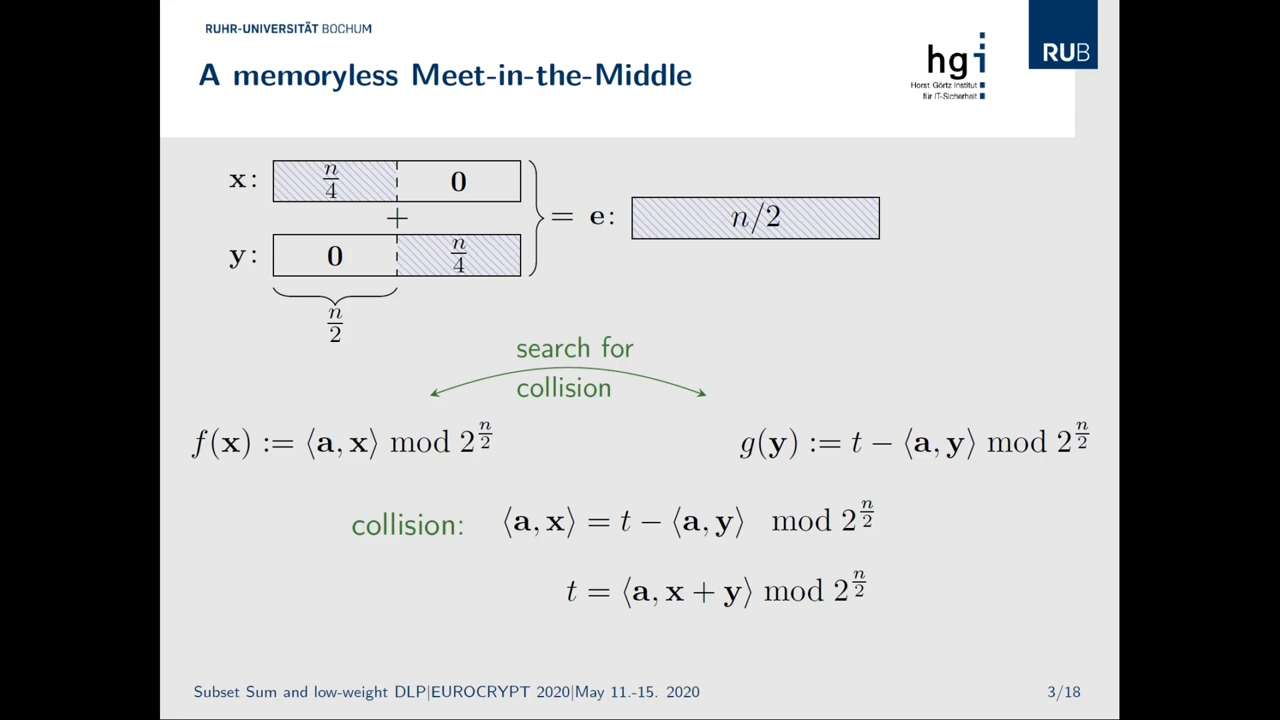 RUHR-UNIVERSITÄT BOCHUM
A memoryless Meet-in-the-Middle
hgi
Horst Görtz Institut
für IT-Sicherheit
RUB
x: n/4 0
+
y: 0 n/4
= e: n/2
n/2
search for
collision
f(x) := ⟨a, x⟩ mod 2^{n/2}
g(y) := t − ⟨a, y⟩ mod 2^{n/2}
collision: ⟨a, x⟩ = t − ⟨a, y⟩ mod 2^{n/2}
t = ⟨a, x + y⟩ mod 2^{n/2}
Subset Sum and low-weight DLP|EUROCRYPT 2020|May 11.-15. 2020
3/18